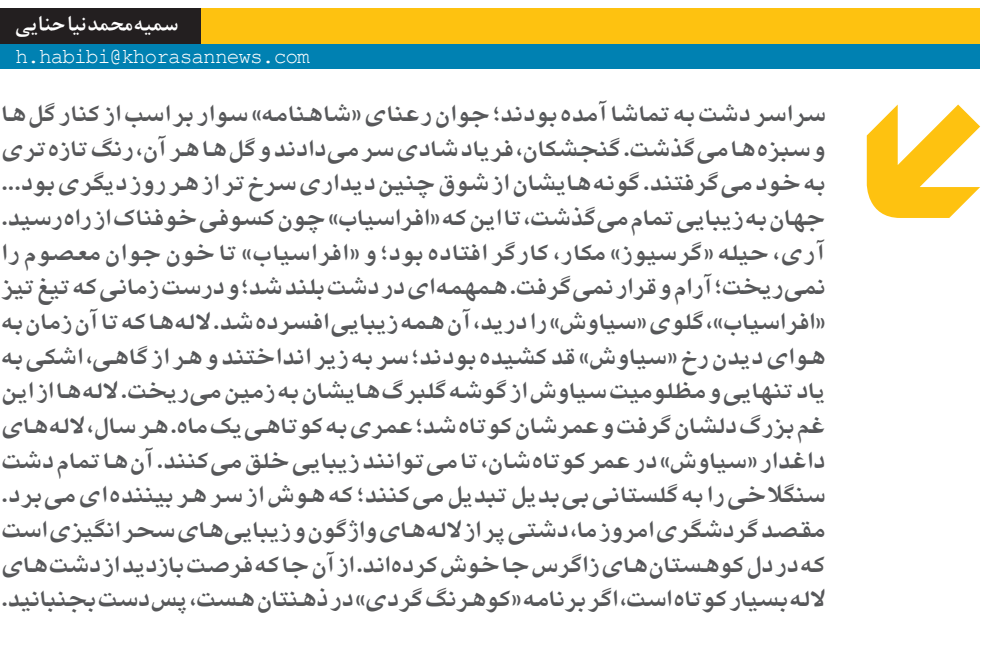 سمیه محمدنیاحنایی
h.habibi@khorasannews.com
سراسر دشت به تماشا آمده بودند؛ جوان رعنای «شاهنامه» سوار بر اسب از کنار گل ها
و سبزه ها می گذشت. گنجشکان، فریاد شادی سر می دادند و گل ها هر آن، رنگ تازه تری
به خود می گرفتند. گونه هایشان از شوق چنین دیداری سرخ تر از هر روز دیگری بود...
جهان به زیبایی تمام می گذشت، تا این که «افراسیاب» چون کسوفی خوفناک از راه رسید.
آری، حیله «گرسیوز» مکار، کارگر افتاده بود؛ و «افراسیاب» تا خون جوان معصوم را
نمی ریخت؛ آرام و قرار نمی گرفت. همهمه ای در دشت بلند شد؛ و درست زمانی که تیغ تیز
«افراسیاب»، گلوی «سیاوش» را درید، آن همه زیبایی افسرده شد. لاله ها که تا آن زمان به
هوای دیدن رخ «سیاوش» قد کشیده بودند؛ سر به زیر انداختند و هر از گاهی، اشکی به
یاد تنهایی و مظلومیت سیاوش از گوشه گلبرگ هایشان به زمین می ریخت. لاله ها از این
غم بزرگ دلشان گرفت و عمرشان کوتاه شد؛ عمری به کوتاهی یک ماه. هر سال، لاله های
داغدار «سیاوش» در عمر کوتاه شان، تا می توانند زیبایی خلق می کنند. آن ها تمام دشت
سنگلاخی را به گلستانی بی بدیل تبدیل می کنند؛ که هوش از سر هر بیننده ای می برد.
مقصد گردشگری امروز ما، دشتی پر از لاله های واژگون و زیبایی های سحر انگیزی است
که در دل کوهستان های زاگرس جا خوش کرده اند. از آن جا که فرصت بازدید از دشت های
لاله بسیار کوتاه است، اگر برنامه «کوهرنگ گردی» در ذهنتان هست، پس دست بجنبانید.